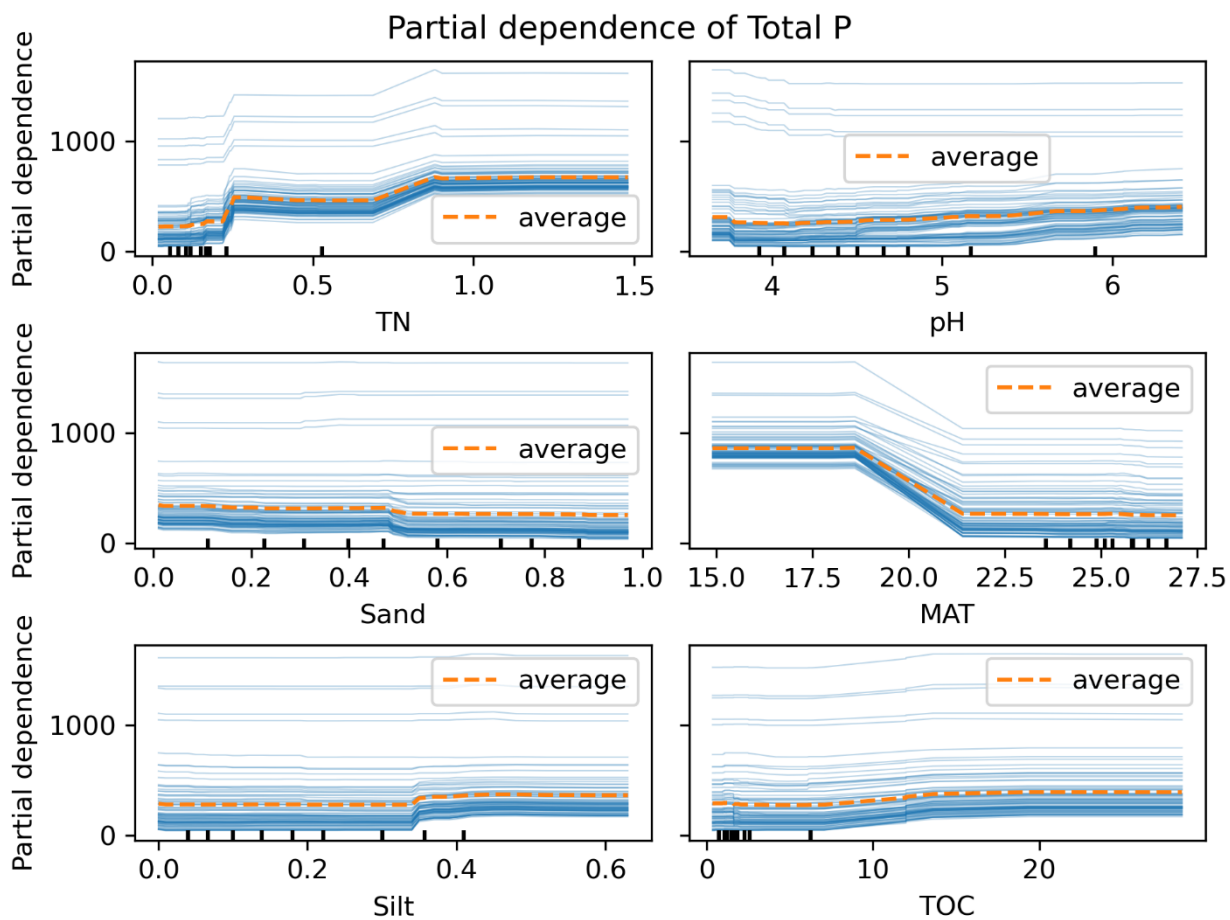 Partial dependence of Total P
Partial dependence
1000
0
average
0.0 0.5 1.0 1.5
TN
average
4 5 6
pH
Partial dependence
1000
0
average
0.0 0.2 0.4 0.6 0.8 1.0
Sand
average
15.0 17.5 20.0 22.5 25.0 27.5
MAT
Partial dependence
1000
0
average
0.0 0.2 0.4 0.6
Silt
average
0 10 20
TOC